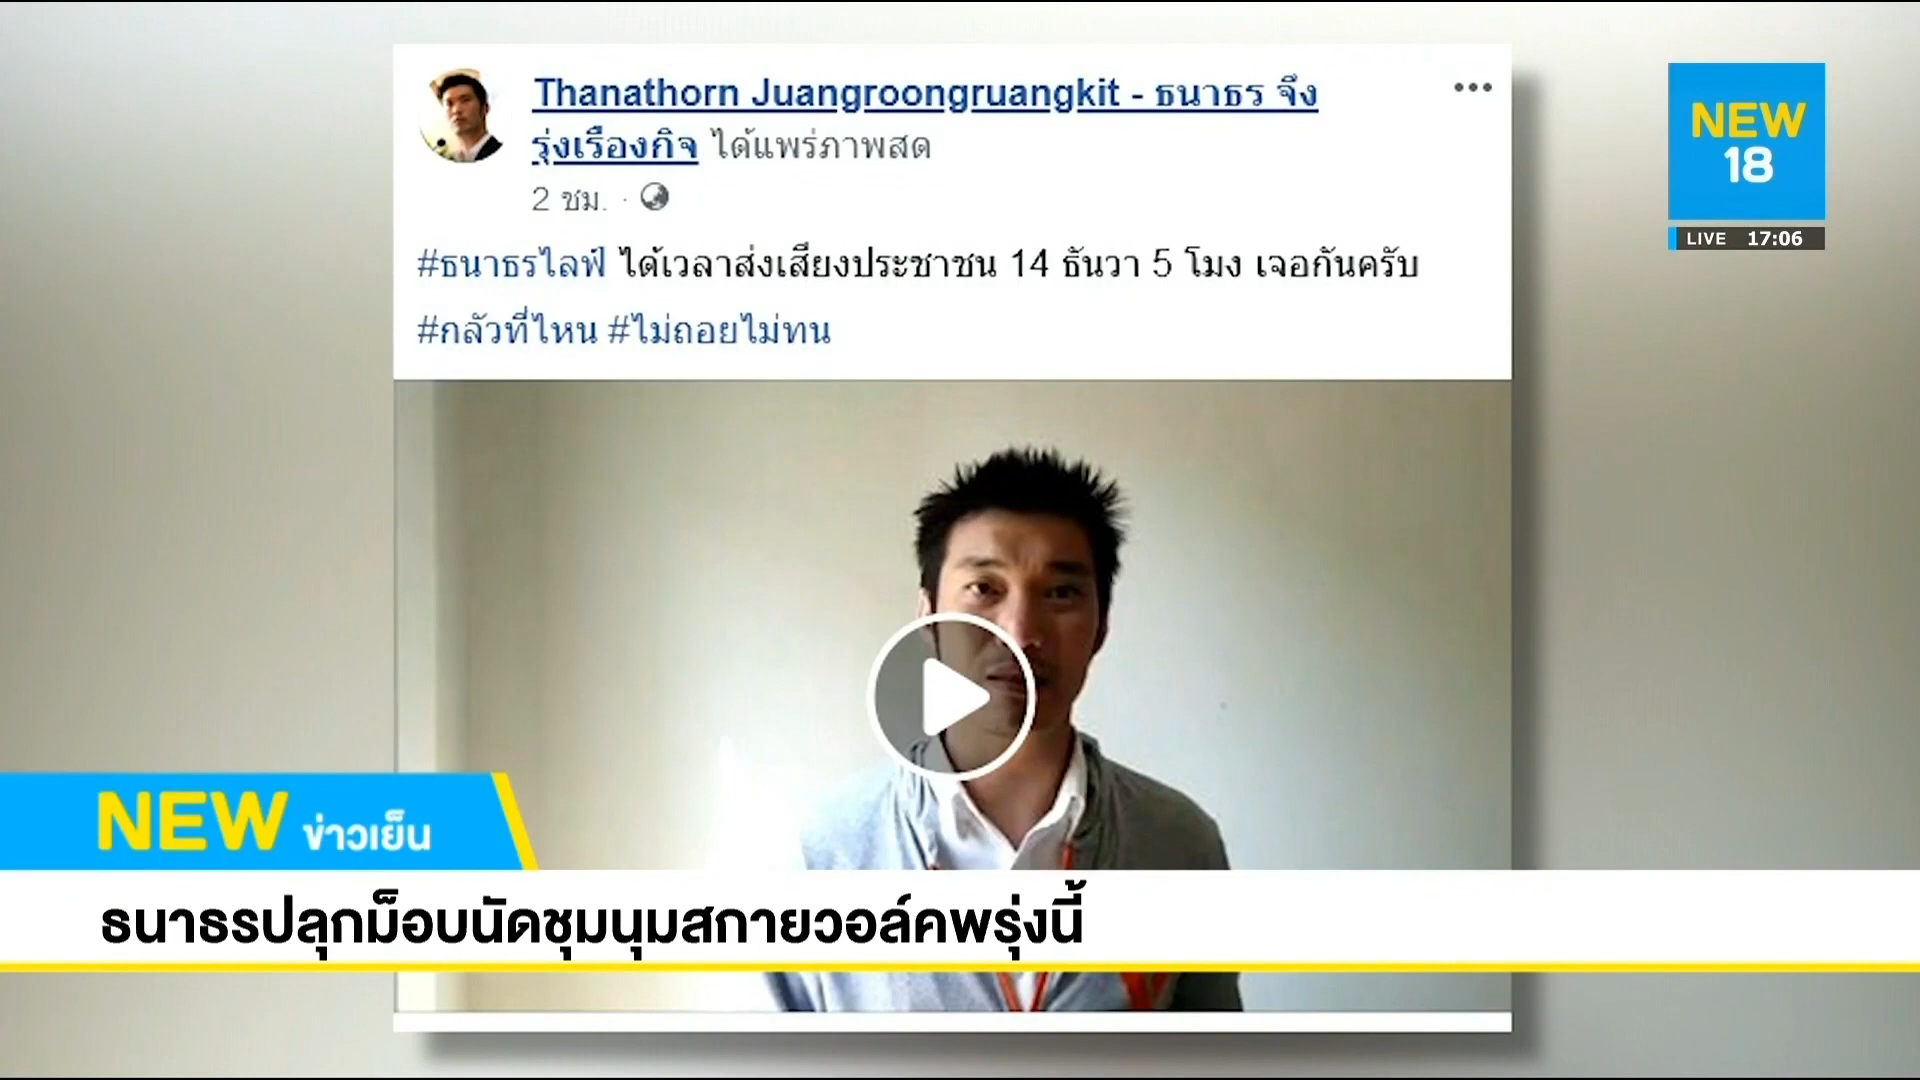 Thanathorn Juangroongruangkit - ธนาธร จึง
รุ่งเรืองกิจ ได้แพร่ภาพสด
2 ชม. ·
#ธนาธรไลฟ์ ได้เวลาส่งเสียงประชาชน 14 ธันวา 5 โมง เจอกันครับ
#กลัวที่ไหน #ไม่ถอยไม่ทน
NEW
18
LIVE 17:06
NEW ข่าวเย็น
ธนาธรปลุกม็อบนัดชุมนุมสกายวอล์คพรุ่งนี้